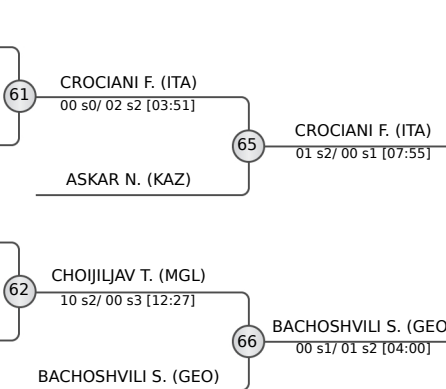 61
CROCIANI F. (ITA)
00 s0/ 02 s2 [03:51]
65
CROCIANI F. (ITA)
01 s2/ 00 s1 [07:55]
ASKAR N. (KAZ)
62
CHOIJILJAV T. (MGL)
10 s2/ 00 s3 [12:27]
66
BACHOSHVILI S. (GEO
00 s1/ 01 s2 [04:00]
BACHOSHVILI S. (GEO)